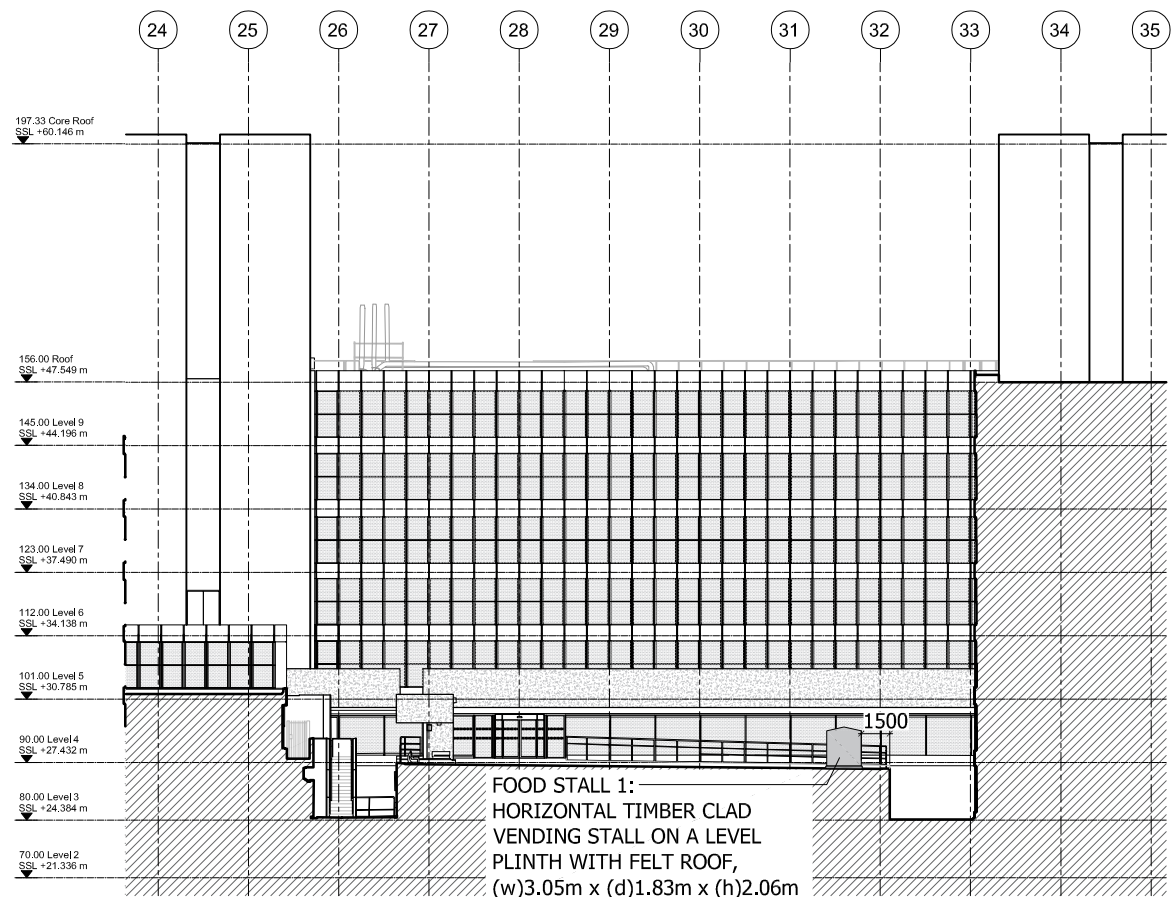 24 25 26 27 28 29 30 31 32 33 34 35
197.33 Core Roof
SSL +60.146 m
156.00 Roof
SSL +47.549 m
145.00 Level 9
SSL +44.196 m
134.00 Level 8
SSL +40.843 m
123.00 Level 7
SSL +37.490 m
112.00 Level 6
SSL +34.138 m
101.00 Level 5
SSL +30.785 m
1500
90.00 Level 4
SSL +27.432 m
FOOD STALL 1:
HORIZONTAL TIMBER CLAD
VENDING STALL ON A LEVEL
PLINTH WITH FELT ROOF,
(w)3.05m x (d)1.83m x (h)2.06m
80.00 Level 3
SSL +24.384 m
70.00 Level 2
SSL +21.336 m